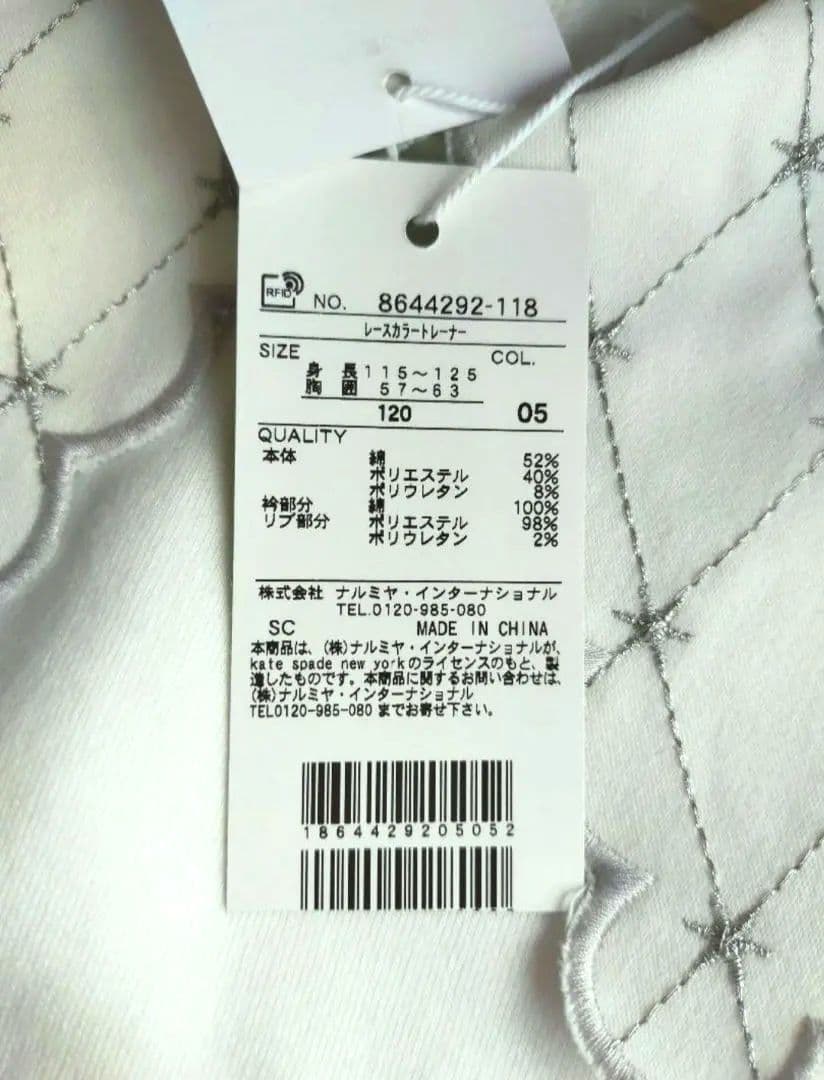 RFID NO. 8644292-118
レースカラートレーナー
SIZE COL.
身 長 115～125
胸 囲 57～63
120 05
QUALITY
本体 綿 52%
ポリエステル 40%
ポリウレタン 8%
衿部分 綿 100%
リブ部分 ポリエステル 98%
ポリウレタン 2%
株式会社 ナルミヤ・インターナショナル
TEL.0120-985-080
SC MADE IN CHINA
本商品は、(株)ナルミヤ・インターナショナルが、
kate spade new yorkのライセンスのもと、製
造したものです。本商品に関するお問い合わせは、
(株)ナルミヤ・インターナショナル
TEL0120-985-080 までお寄せ下さい。
1864429205052